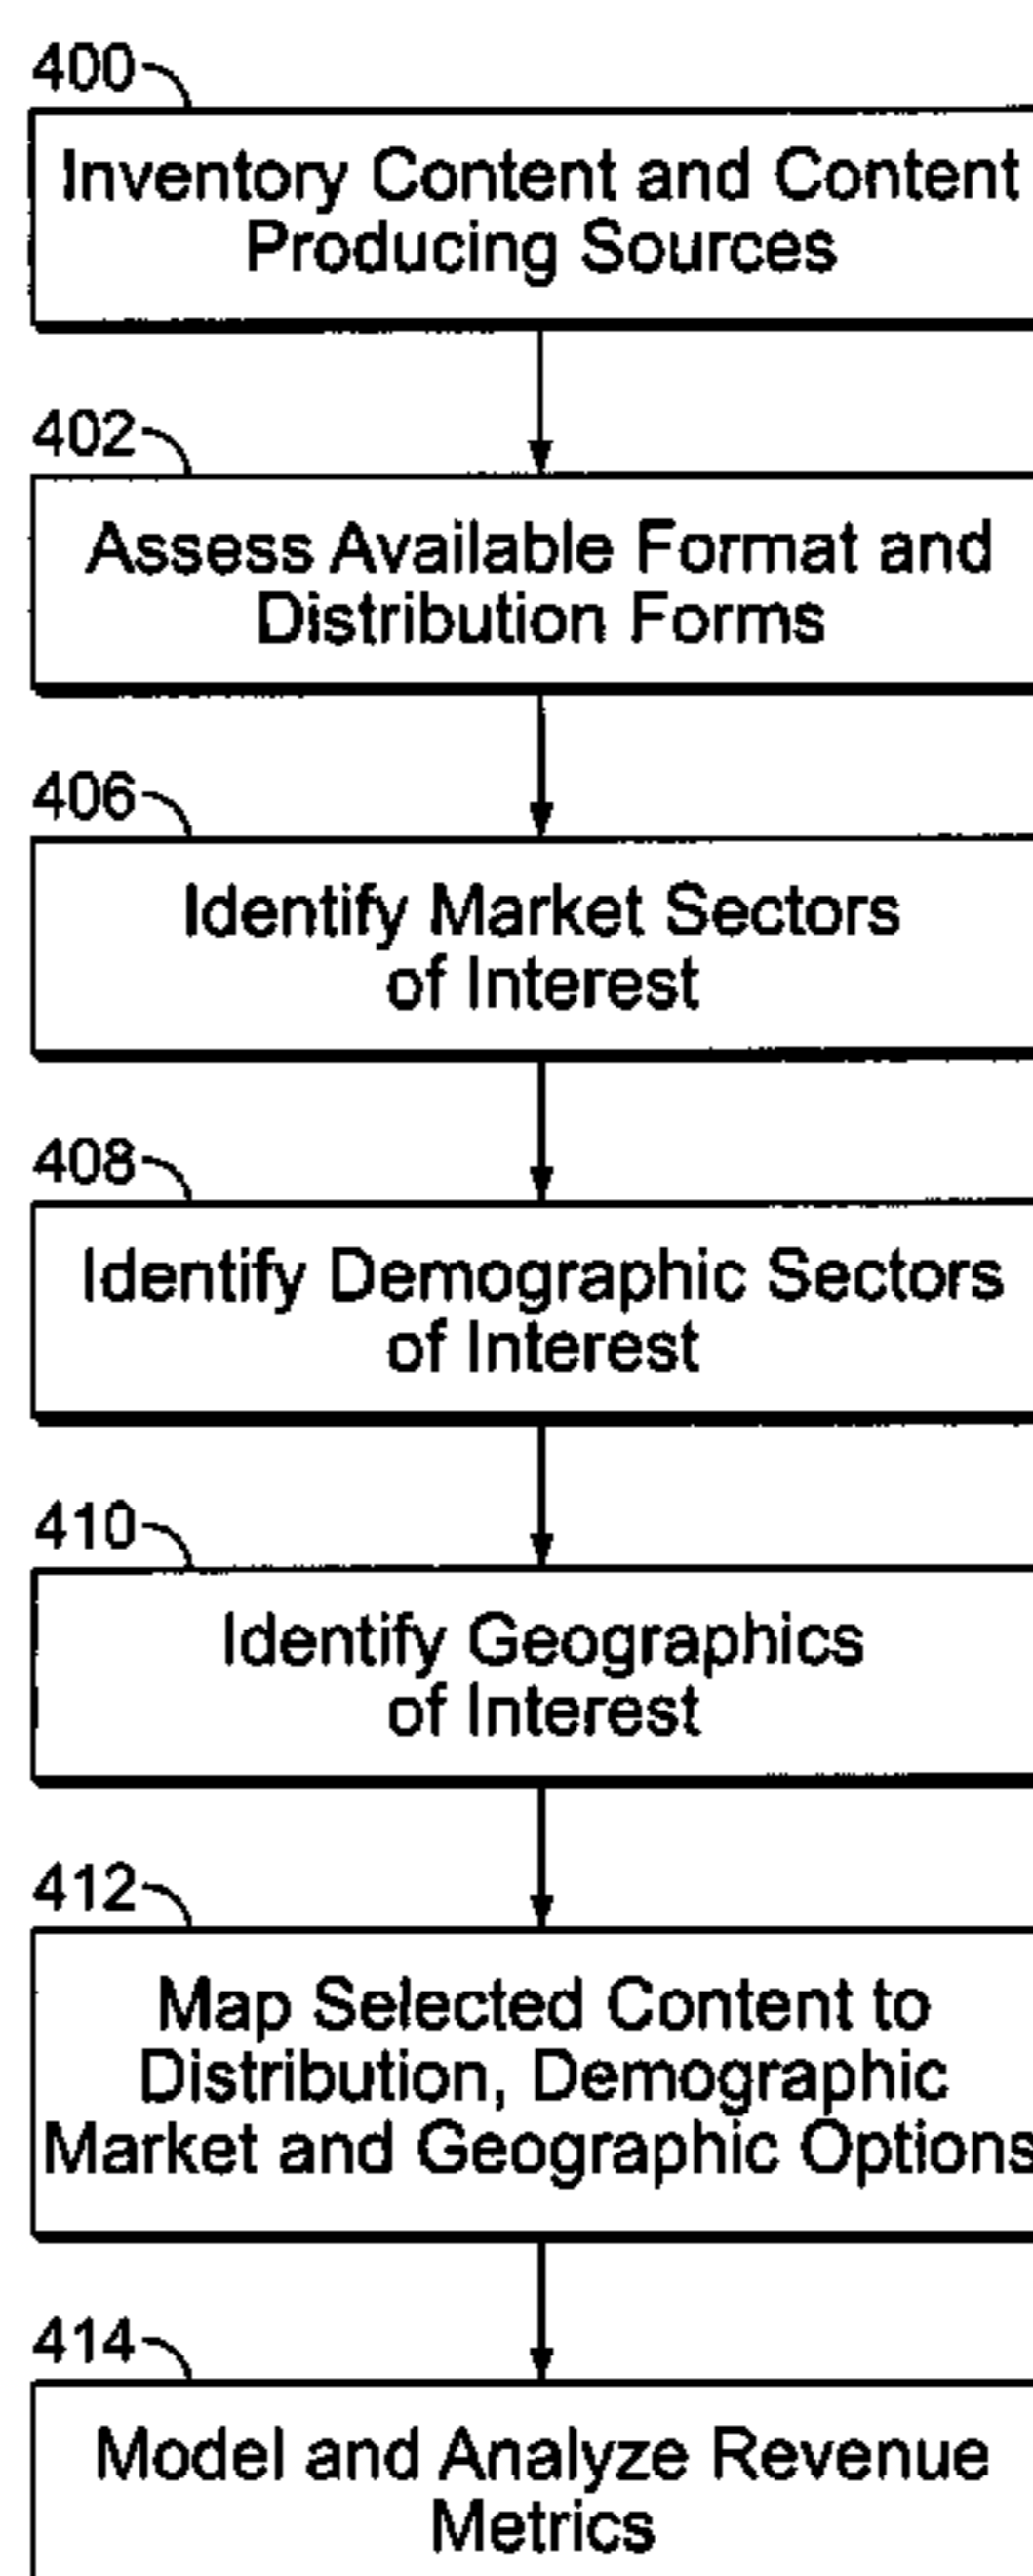 400
Inventory Content and Content
Producing Sources
402
Assess Available Format and
Distribution Forms
406
Identify Market Sectors
of Interest
408
Identify Demographic Sectors
of Interest
410
Identify Geographics
of Interest
412
Map Selected Content to
Distribution, Demographic
Market and Geographic Options
414
Model and Analyze Revenue
Metrics